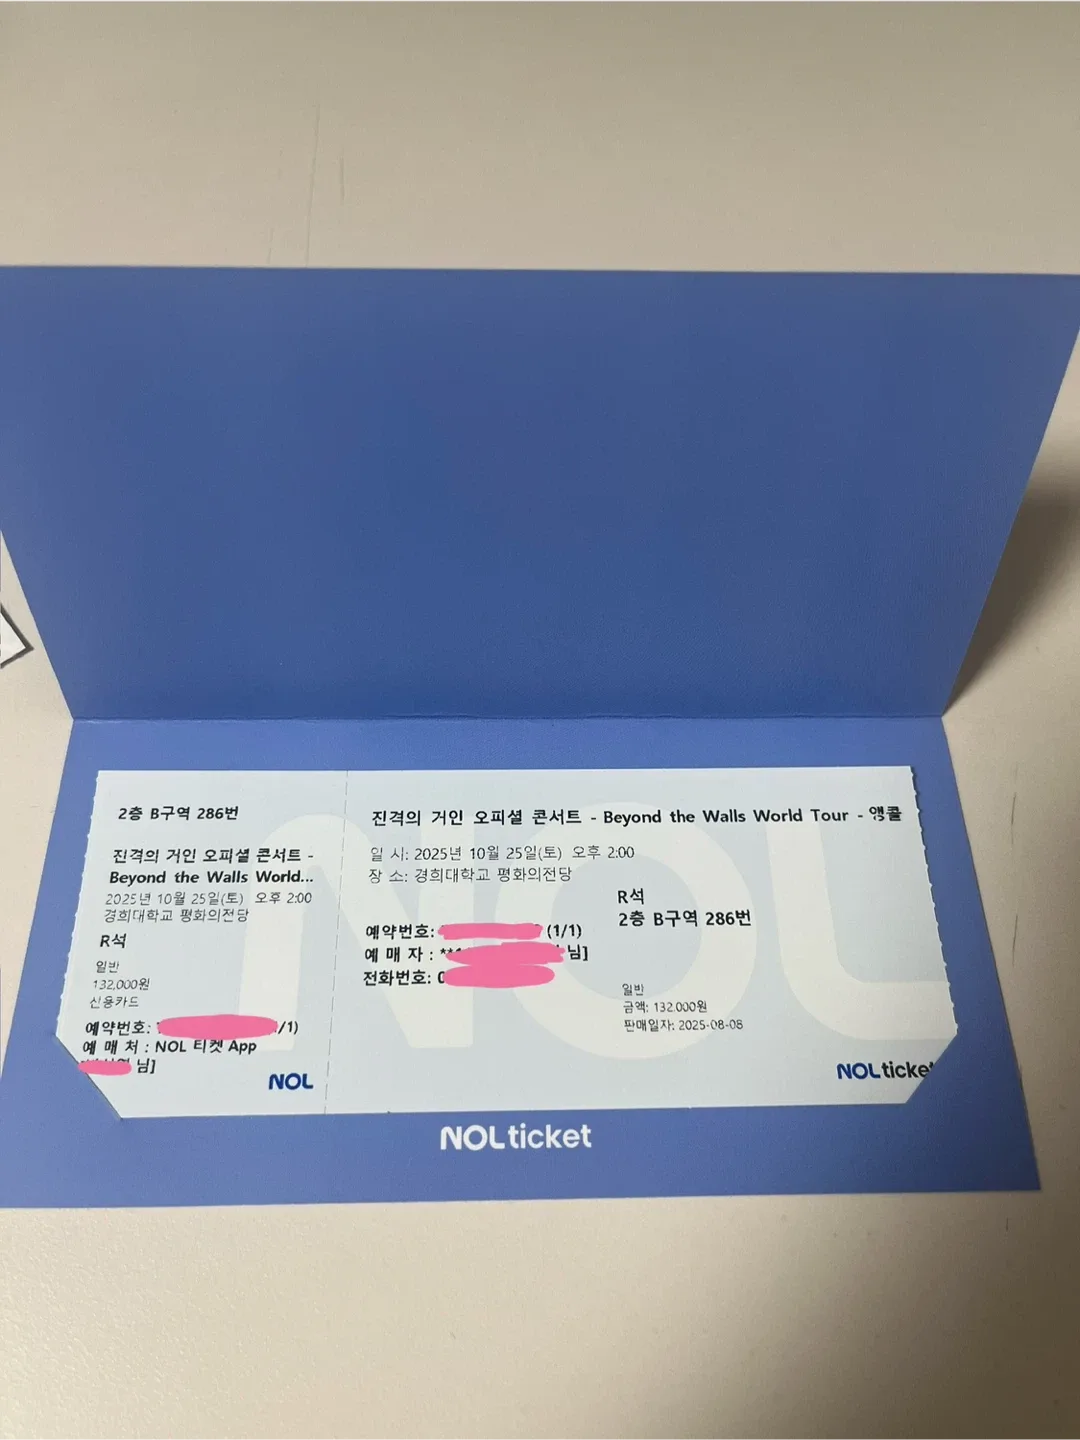 2층 B구역 286번
진격의 거인 오피셜 콘서트 -
Beyond the Walls World...
2025년 10월 25일(토) 오후 2:00
경희대학교 평화의전당
R석
일반
132,000원
신용카드
예약번호: /1)
예 매 처 : NOL 티켓 App
님]
NOL
진격의 거인 오피셜 콘서트 - Beyond the Walls World Tour - 앵콜
일 시: 2025년 10월 25일(토) 오후 2:00
장 소: 경희대학교 평화의전당
R석
2층 B구역 286번
예약번호: (1/1)
예 매 자 : ** 님]
전화번호: 0
일반
금액: 132,000원
판매일자: 2025-08-08
NOL ticket
NOL ticket
NOL